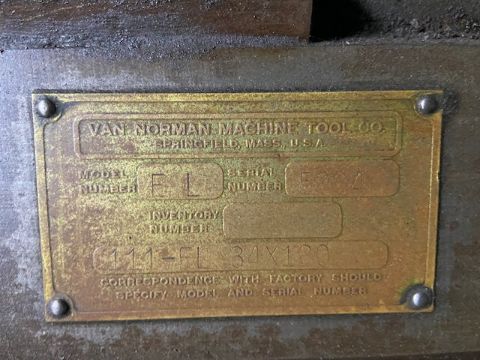 VAN NORMAN MACHINE TOOL CO.
SPRINGFIELD, MASS., U.S.A.
MODEL NUMBER FL SERIAL NUMBER
INVENTORY NUMBER
111-FL 34X120
CORRESPONDENCE WITH FACTORY SHOULD
SPECIFY MODEL AND SERIAL NUMBER